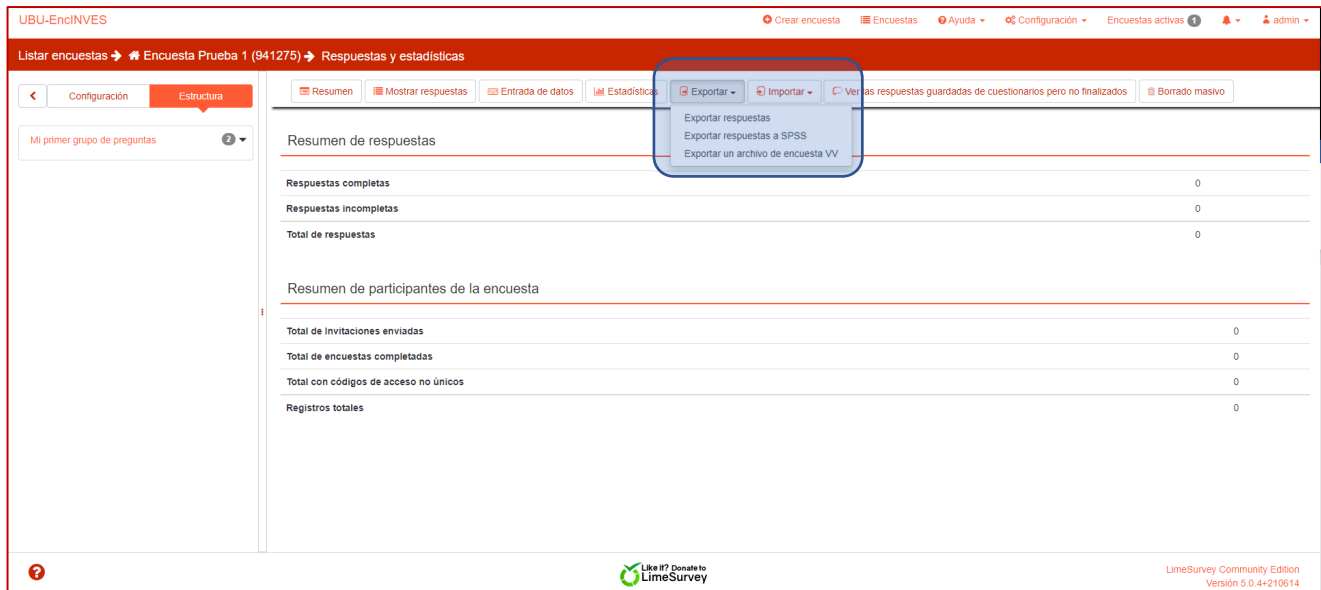 UBU-EncINVES Crear encuesta Encuestas Ayuda Configuración Encuestas activas 1 admin
Listar encuestas Encuesta Prueba 1 (941275) Respuestas y estadísticas
Configuración Estructura Resumen Mostrar respuestas Entrada de datos Estadísticas Exportar Importar Ver las respuestas guardadas de cuestionarios pero no finalizados Borrado masivo
Mi primer grupo de preguntas 2
Exportar respuestas
Exportar respuestas a SPSS
Exportar un archivo de encuesta VV
Resumen de respuestas
Respuestas completas 0
Respuestas incompletas 0
Total de respuestas 0
Resumen de participantes de la encuesta
Total de Invitaciones enviadas 0
Total de encuestas completadas 0
Total con códigos de acceso no únicos 0
Registros totales 0
?
Like it? Donate to
LimeSurvey
LimeSurvey Community Edition
Versión 5.0.4+210614